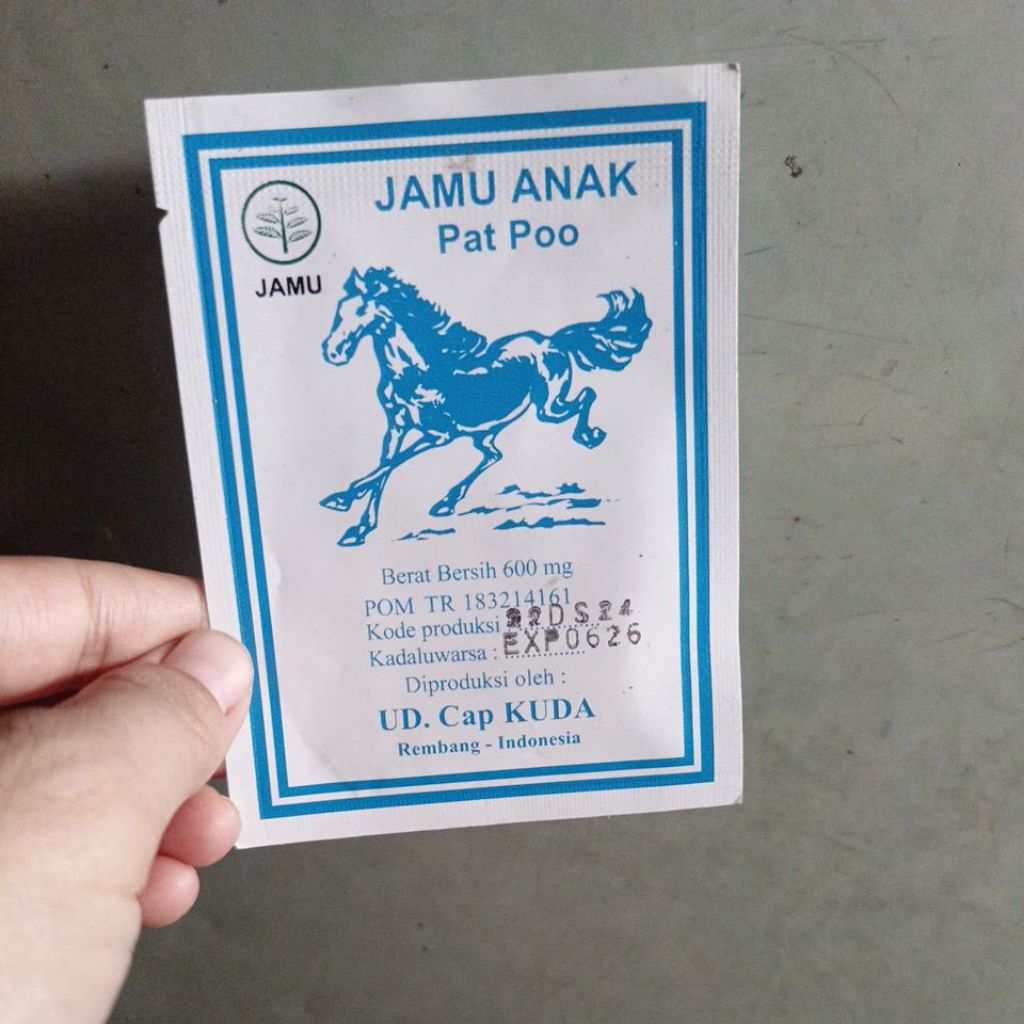 JAMU ANAK
Pat Poo
JAMU
Berat Bersih 600 mg
POM TR 183214161
Kode produksi
Kadaluwarsa : EXP0626
Diproduksi oleh :
UD. Cap KUDA
Rembang - Indonesia